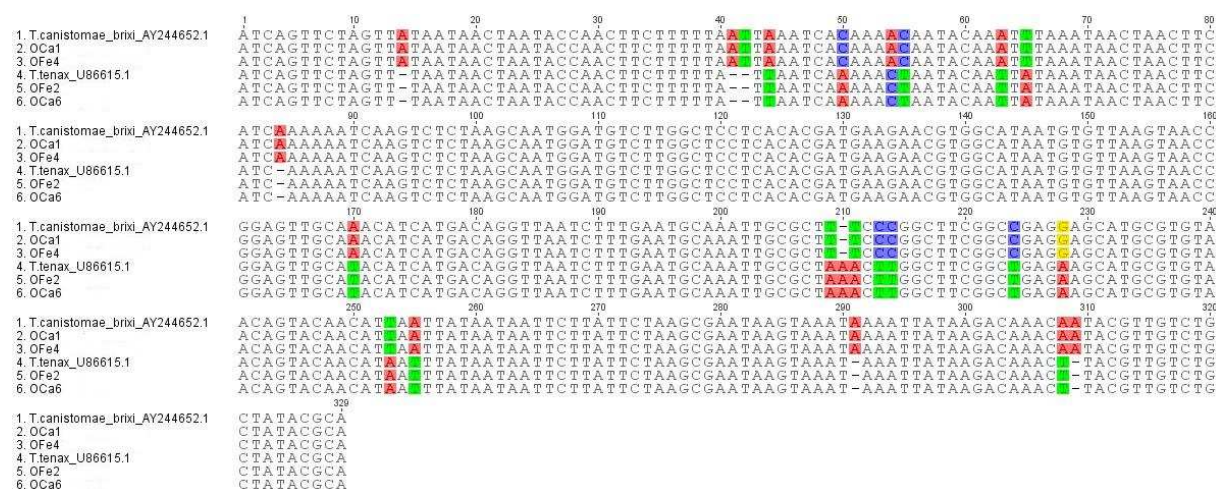 1 10 20 30 40 50 60 70 80
1. T.canistomae_brixi_AY244652.1 ATCAGTTCTAGTTATAATAACTAATACCAACTTCTTTTTAATTAAATCACAAAACAATACAAATTTAAATAACTAACTTC
2. OCa1 ATCAGTTCTAGTTATAATAACTAATACCAACTTCTTTTTAATTAAATCACAAAACAATACAAATTTAAATAACTAACTTC
3. OFe4 ATCAGTTCTAGTTATAATAACTAATACCAACTTCTTTTTAATTAAATCACAAAACAATACAAATTTAAATAACTAACTTC
4. T.tenax_U86615.1 ATCAGTTCTAGTT-TAATAACTAATACCAACTTCTTTTTA--TTAATCAAAAACTAATACAATTATAAATAACTAACTTC
5. OFe2 ATCAGTTCTAGTT-TAATAACTAATACCAACTTCTTTTTA--TTAATCAAAAACTAATACAATTATAAATAACTAACTTC
6. OCa6 ATCAGTTCTAGTT-TAATAACTAATACCAACTTCTTTTTA--TTAATCAAAAACTAATACAATTATAAATAACTAACTTC
90 100 110 120 130 140 150 160
1. T.canistomae_brixi_AY244652.1 ATCAAAAAATCAAGTCTCTAAGCAATGGATGTCTTGGCTCCTCACACGATGAAGAACGTGGCATAATGTGTTAAGTAACC
2. OCa1 ATCAAAAAATCAAGTCTCTAAGCAATGGATGTCTTGGCTCCTCACACGATGAAGAACGTGGCATAATGTGTTAAGTAACC
3. OFe4 ATCAAAAAATCAAGTCTCTAAGCAATGGATGTCTTGGCTCCTCACACGATGAAGAACGTGGCATAATGTGTTAAGTAACC
4. T.tenax_U86615.1 ATC-AAAAATCAAGTCTCTAAGCAATGGATGTCTTGGCTCCTCACACGATGAAGAACGTGGCATAATGTGTTAAGTAACC
5. OFe2 ATC-AAAAATCAAGTCTCTAAGCAATGGATGTCTTGGCTCCTCACACGATGAAGAACGTGGCATAATGTGTTAAGTAACC
6. OCa6 ATC-AAAAATCAAGTCTCTAAGCAATGGATGTCTTGGCTCCTCACACGATGAAGAACGTGGCATAATGTGTTAAGTAACC
170 180 190 200 210 220 230 240
1. T.canistomae_brixi_AY244652.1 GGAGTTGCAAACATCATGACAGGTTAATCTTTGAATGCAAATTGCGCTT-TCCCGGCTTCGGCCGAGGAGCATGCGTGTA
2. OCa1 GGAGTTGCAAACATCATGACAGGTTAATCTTTGAATGCAAATTGCGCTT-TCCCGGCTTCGGCCGAGGAGCATGCGTGTA
3. OFe4 GGAGTTGCAAACATCATGACAGGTTAATCTTTGAATGCAAATTGCGCTT-TCCCGGCTTCGGCCGAGGAGCATGCGTGTA
4. T.tenax_U86615.1 GGAGTTGCATACATCATGACAGGTTAATCTTTGAATGCAAATTGCGCTAAACTTGGCTTCGGCTGAGAAGCATGCGTGTA
5. OFe2 GGAGTTGCATACATCATGACAGGTTAATCTTTGAATGCAAATTGCGCTAAACTTGGCTTCGGCTGAGAAGCATGCGTGTA
6. OCa6 GGAGTTGCATACATCATGACAGGTTAATCTTTGAATGCAAATTGCGCTAAACTTGGCTTCGGCTGAGAAGCATGCGTGTA
250 260 270 280 290 300 310 320
1. T.canistomae_brixi_AY244652.1 ACAGTACAACATTAATTATAATAATTCTTATTCTAAGCGAATAAGTAAATAAAATTATAAGACAAACAATACGTTGTCTG
2. OCa1 ACAGTACAACATTAATTATAATAATTCTTATTCTAAGCGAATAAGTAAATAAAATTATAAGACAAACAATACGTTGTCTG
3. OFe4 ACAGTACAACATTAATTATAATAATTCTTATTCTAAGCGAATAAGTAAATAAAATTATAAGACAAACAATACGTTGTCTG
4. T.tenax_U86615.1 ACAGTACAACATAATTTATAATAATTCTTATTCTAAGCGAATAAGTAAAT-AAATTATAAGACAAACT-TACGTTGTCTG
5. OFe2 ACAGTACAACATAATTTATAATAATTCTTATTCTAAGCGAATAAGTAAAT-AAATTATAAGACAAACT-TACGTTGTCTG
6. OCa6 ACAGTACAACATAATTTATAATAATTCTTATTCTAAGCGAATAAGTAAAT-AAATTATAAGACAAACT-TACGTTGTCTG
329
1. T.canistomae_brixi_AY244652.1 CTATACGCA
2. OCa1 CTATACGCA
3. OFe4 CTATACGCA
4. T.tenax_U86615.1 CTATACGCA
5. OFe2 CTATACGCA
6. OCa6 CTATACGCA